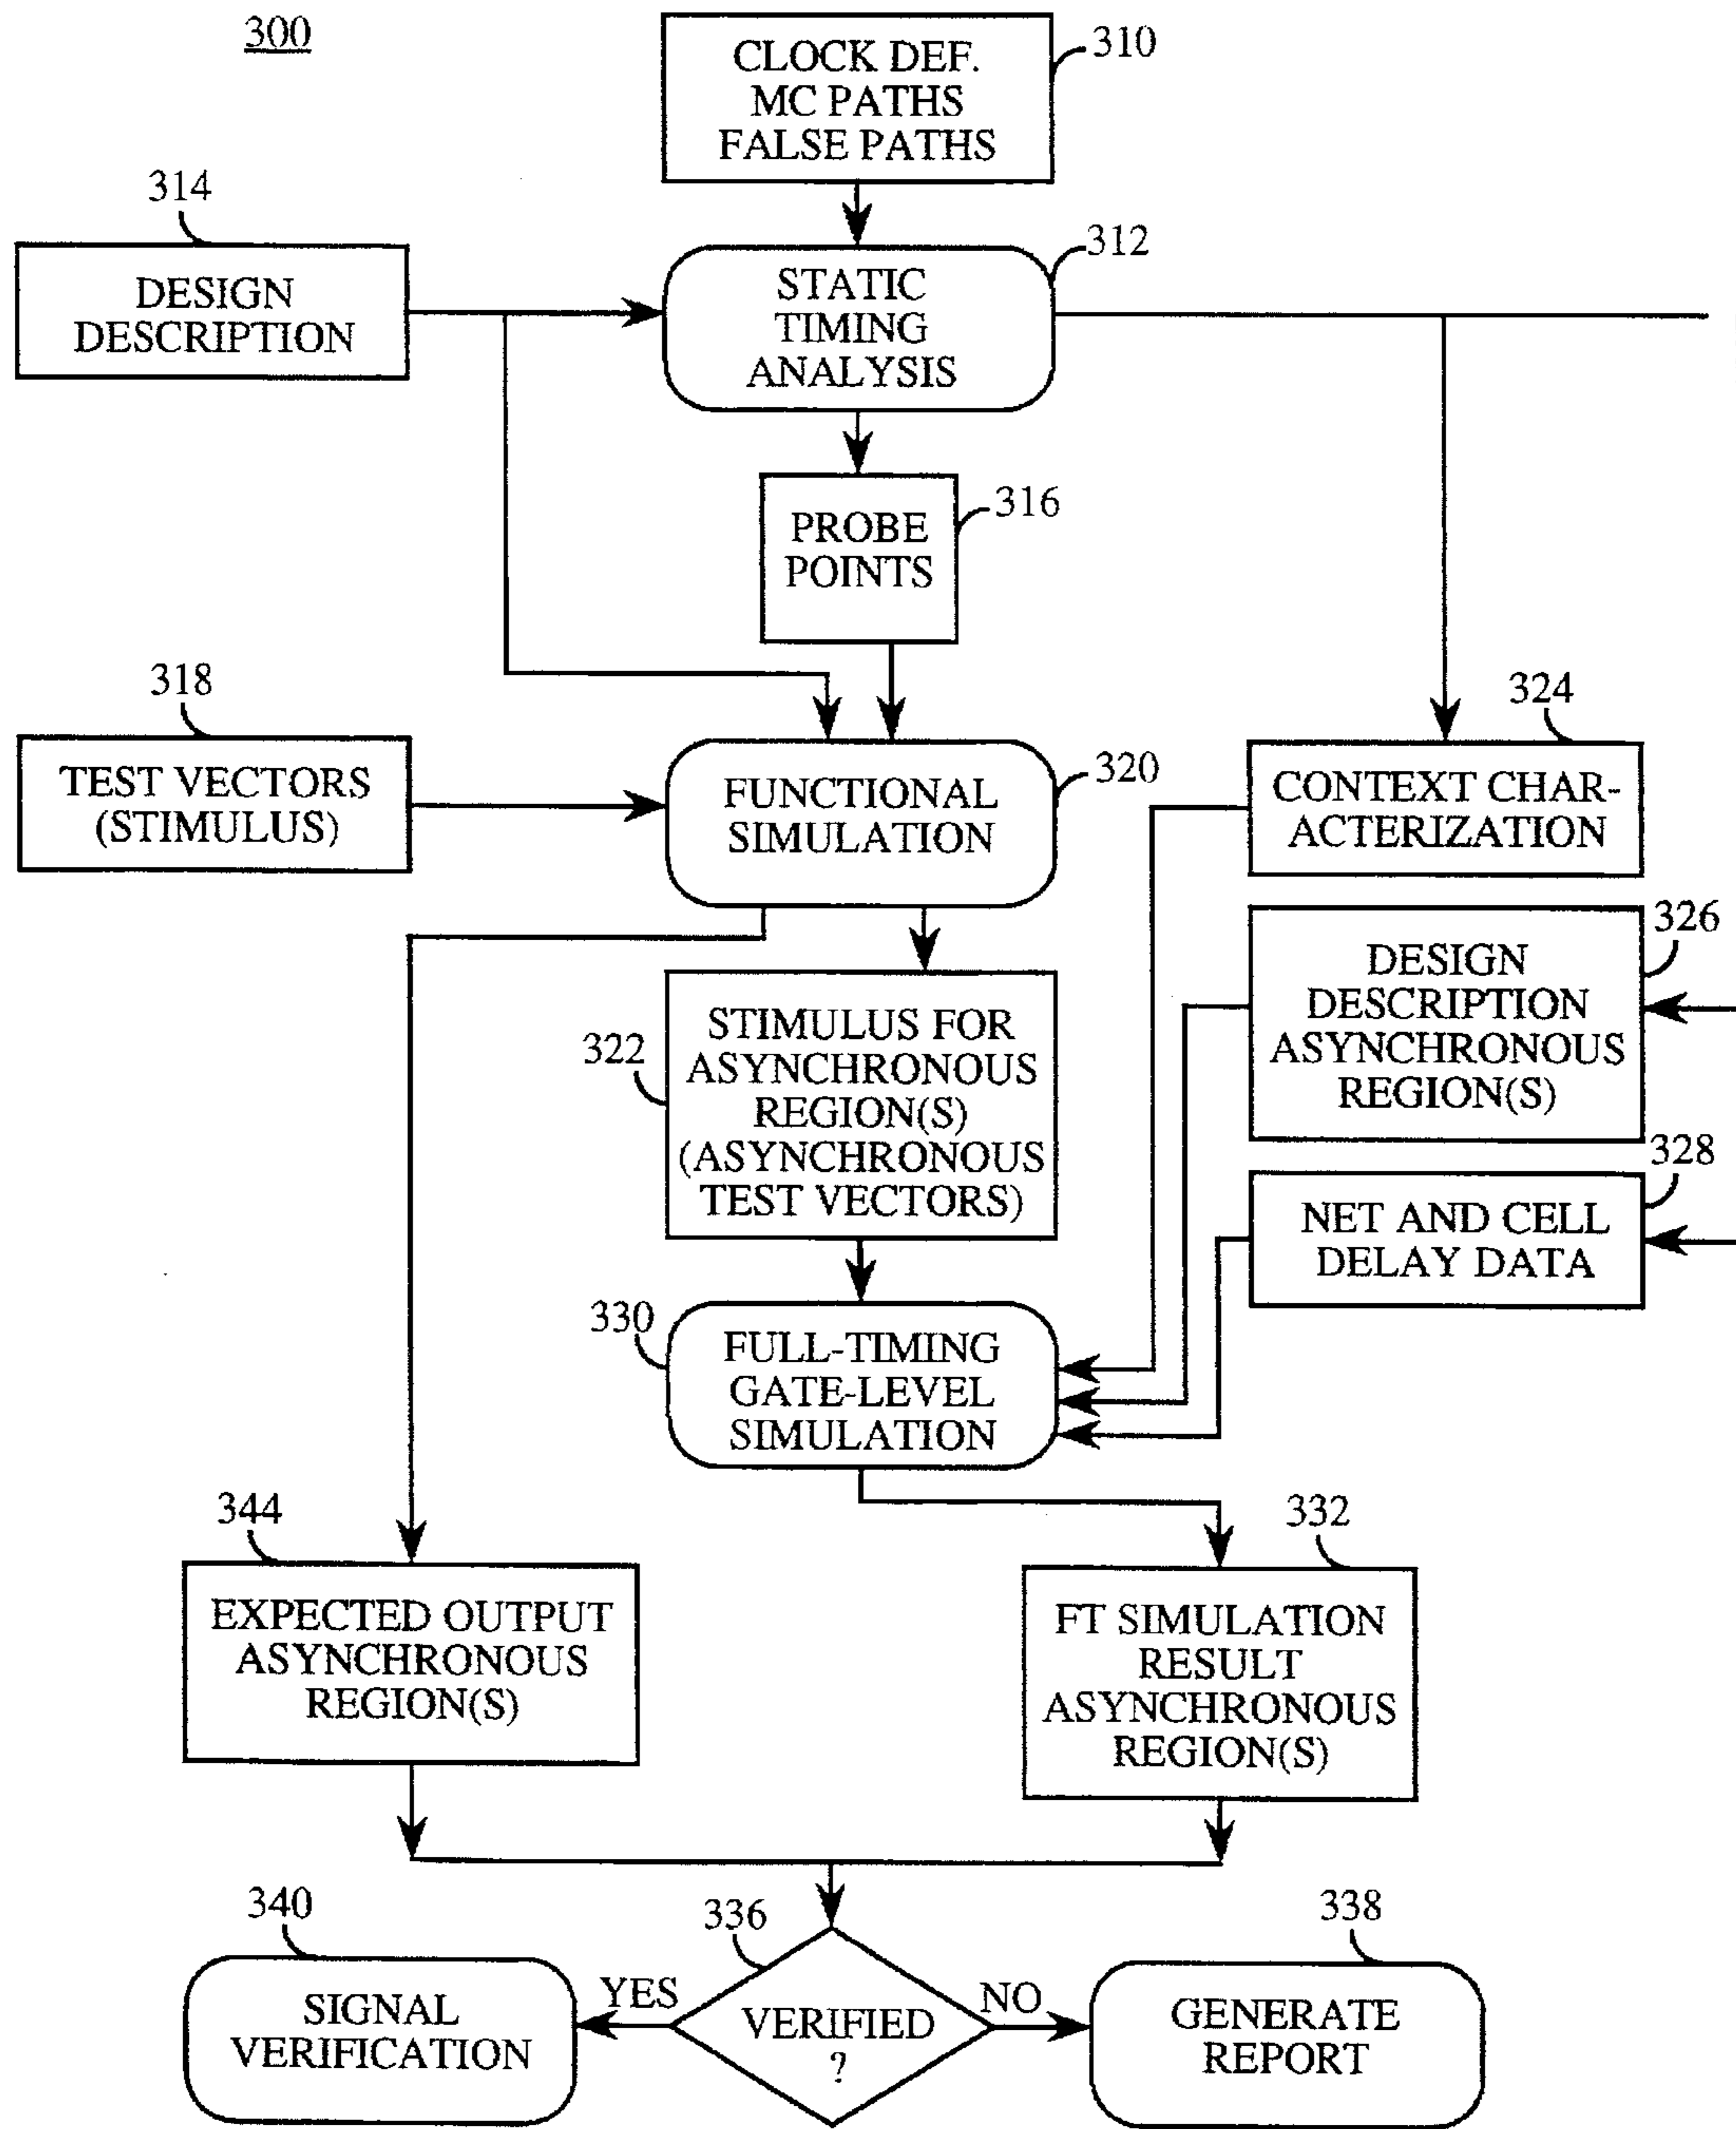 300
310
CLOCK DEF.
MC PATHS
FALSE PATHS
314
312
DESIGN
DESCRIPTION
STATIC
TIMING
ANALYSIS
316
PROBE
POINTS
318
324
TEST VECTORS
(STIMULUS)
320
FUNCTIONAL
SIMULATION
CONTEXT CHAR-
ACTERIZATION
326
DESIGN
DESCRIPTION
ASYNCHRONOUS
REGION(S)
322
STIMULUS FOR
ASYNCHRONOUS
REGION(S)
(ASYNCHRONOUS
TEST VECTORS)
328
NET AND CELL
DELAY DATA
330
FULL-TIMING
GATE-LEVEL
SIMULATION
344
332
EXPECTED OUTPUT
ASYNCHRONOUS
REGION(S)
FT SIMULATION
RESULT
ASYNCHRONOUS
REGION(S)
340
336
338
SIGNAL
VERIFICATION
YES
VERIFIED
?
NO
GENERATE
REPORT